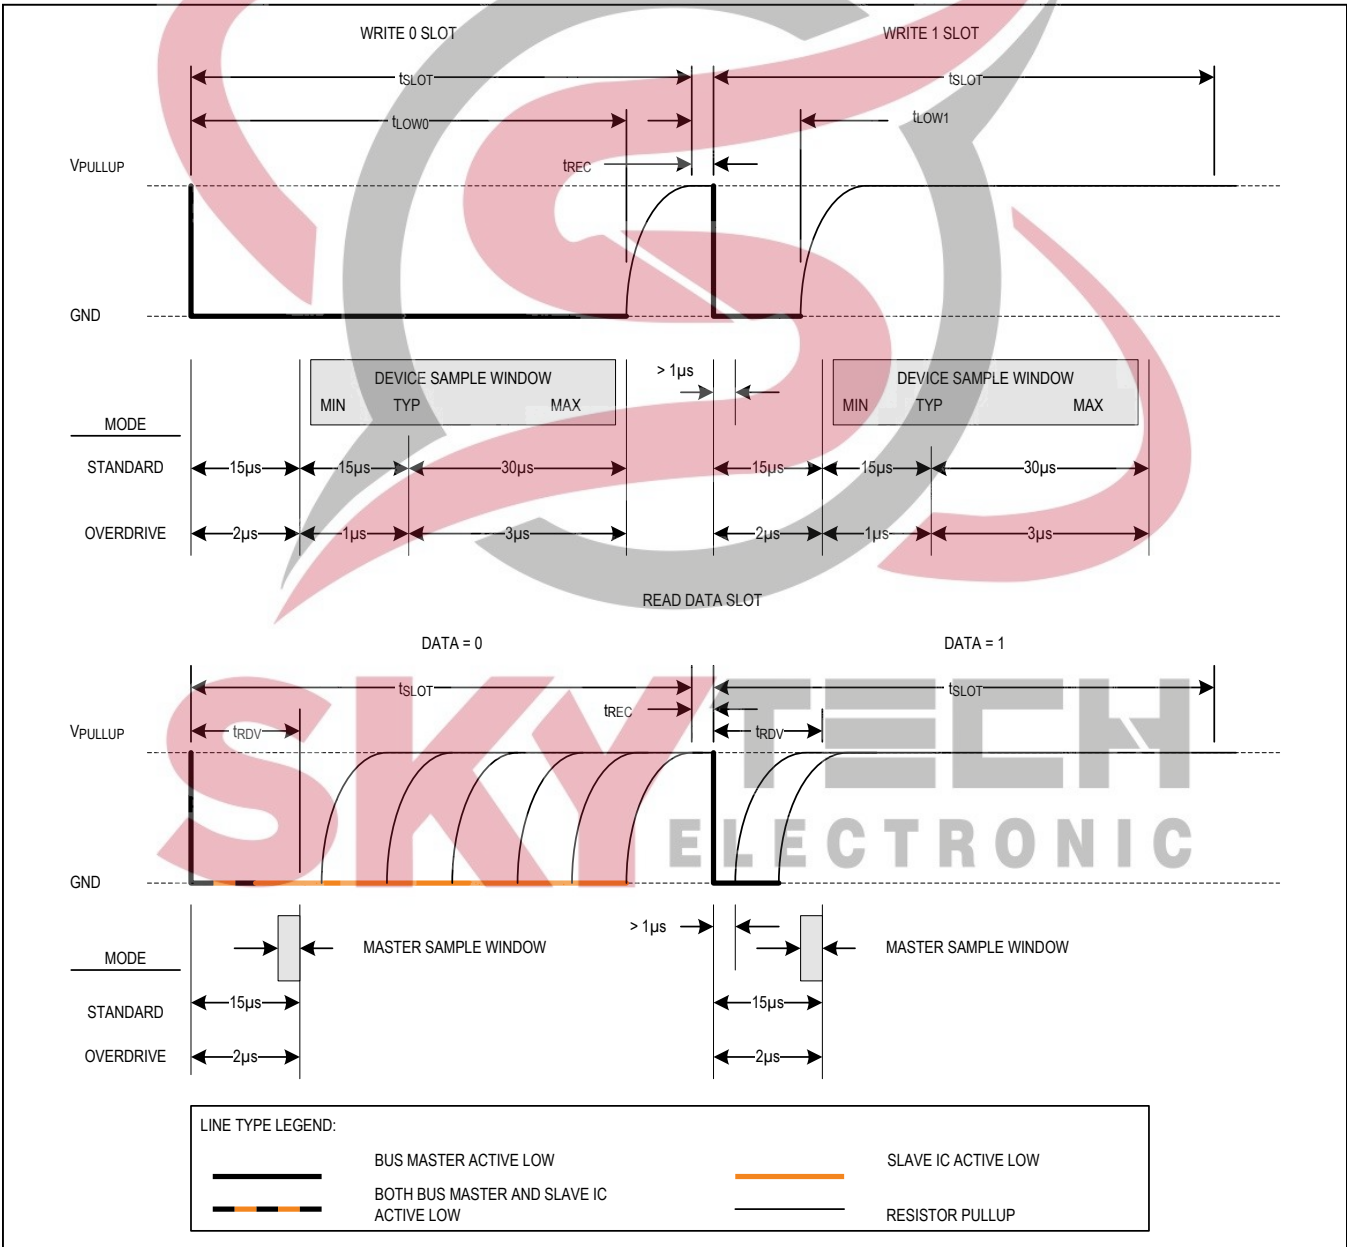 WRITE 0 SLOT WRITE 1 SLOT
tSLOT tSLOT
tLOW0 tLOW1
VPULLUP tREC
GND
> 1µs
DEVICE SAMPLE WINDOW DEVICE SAMPLE WINDOW
MIN TYP MAX MIN TYP MAX
MODE
STANDARD 15µs 15µs 30µs 15µs 15µs 30µs
OVERDRIVE 2µs 1µs 3µs 2µs 1µs 3µs
READ DATA SLOT
DATA = 0 DATA = 1
tSLOT tSLOT
tREC
VPULLUP tRDV tRDV
SKY TECH
ELECTRONIC
GND
> 1µs
MASTER SAMPLE WINDOW MASTER SAMPLE WINDOW
MODE
STANDARD 15µs 15µs
OVERDRIVE 2µs 2µs
LINE TYPE LEGEND:
BUS MASTER ACTIVE LOW SLAVE IC ACTIVE LOW
BOTH BUS MASTER AND SLAVE IC
ACTIVE LOW RESISTOR PULLUP